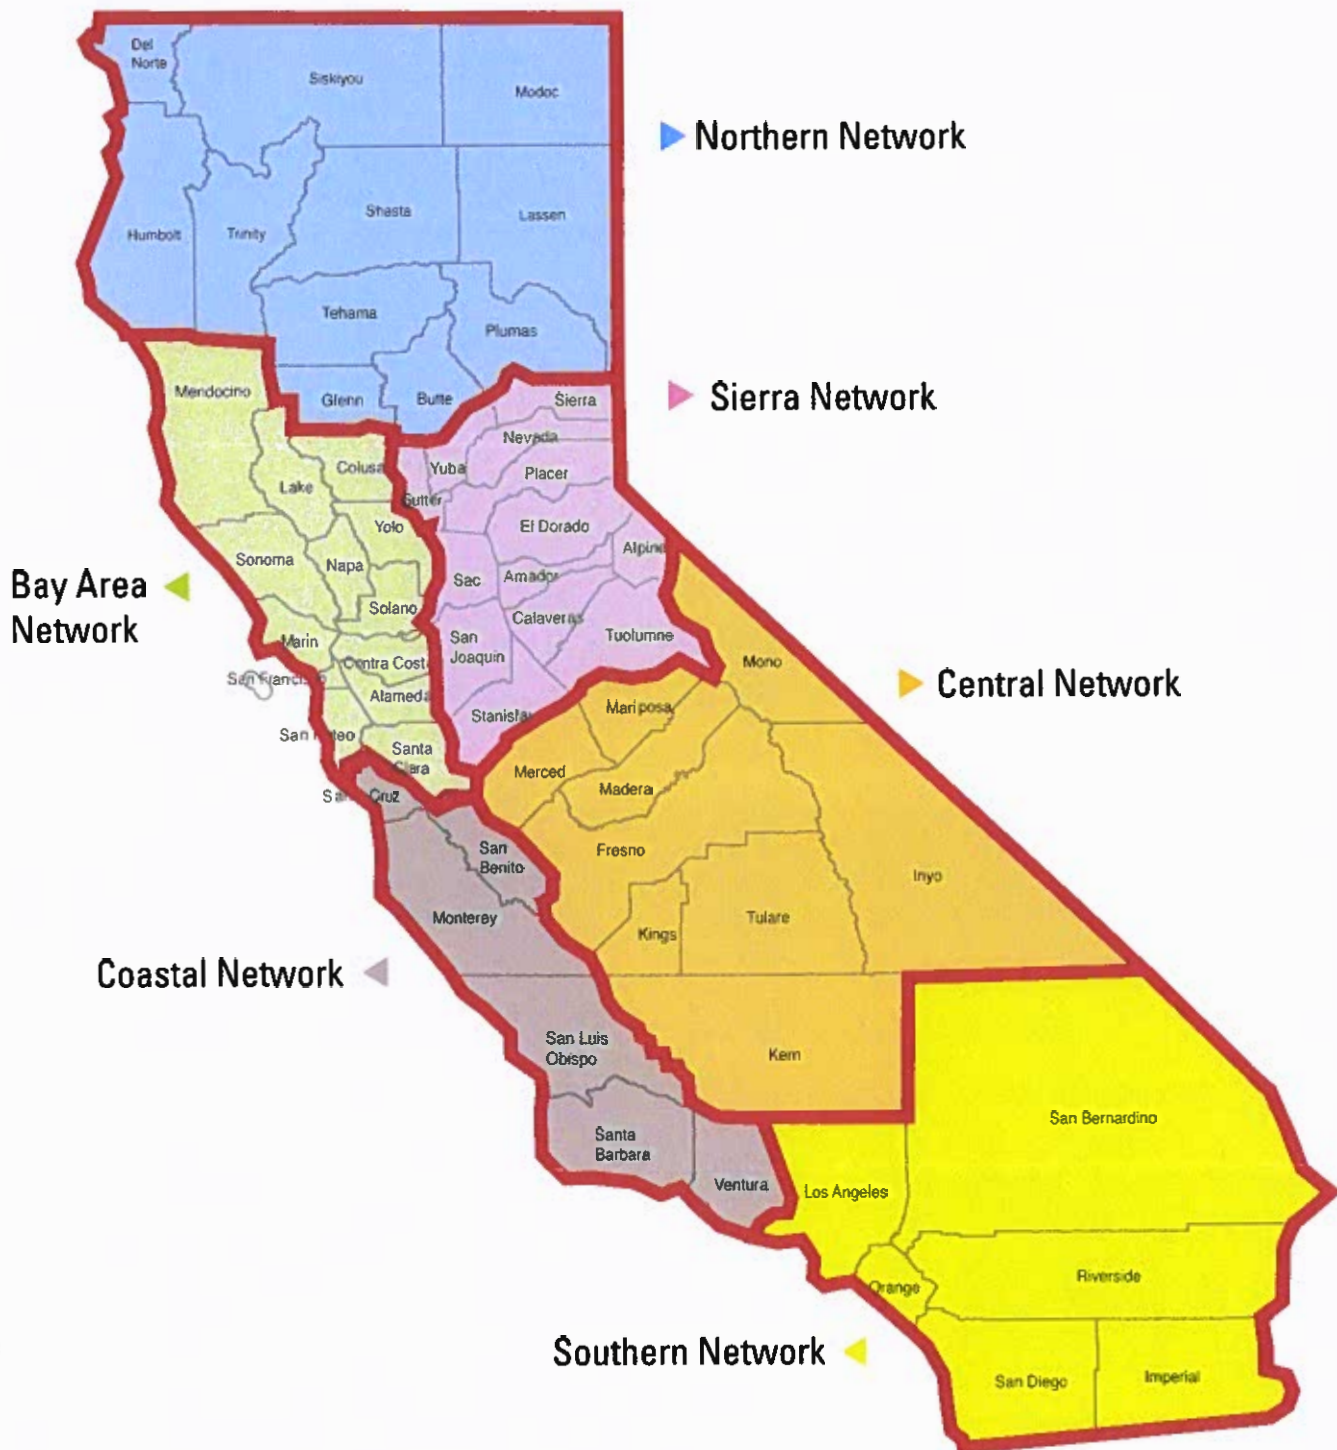 Del
Norte
Siskiyou
Modoc
Northern Network
Humbolt
Trinity
Shasta
Lassen
Tehama
Plumas
Mendocino
Glenn
Butte
Sierra
Sierra Network
Nevada
Colusa
Yuba
Placer
Lake
Sutter
Yolo
El Dorado
Alpine
Sonoma
Napa
Sac
Amador
Bay Area
Network
Solano
Calaveras
Marin
San
Joaquin
Tuolumne
Contra Cost
Mono
San Francisco
Alameda
Central Network
Mariposa
Stanislau
San Mateo
Santa
Clara
Merced
Madera
Cruz
San
Benito
Fresno
Inyo
Monterey
Kings
Tulare
Coastal Network
San Luis
Obispo
Kern
San Bernardino
Santa
Barbara
Ventura
Los Angeles
Orange
Riverside
Southern Network
San Diego
Imperial